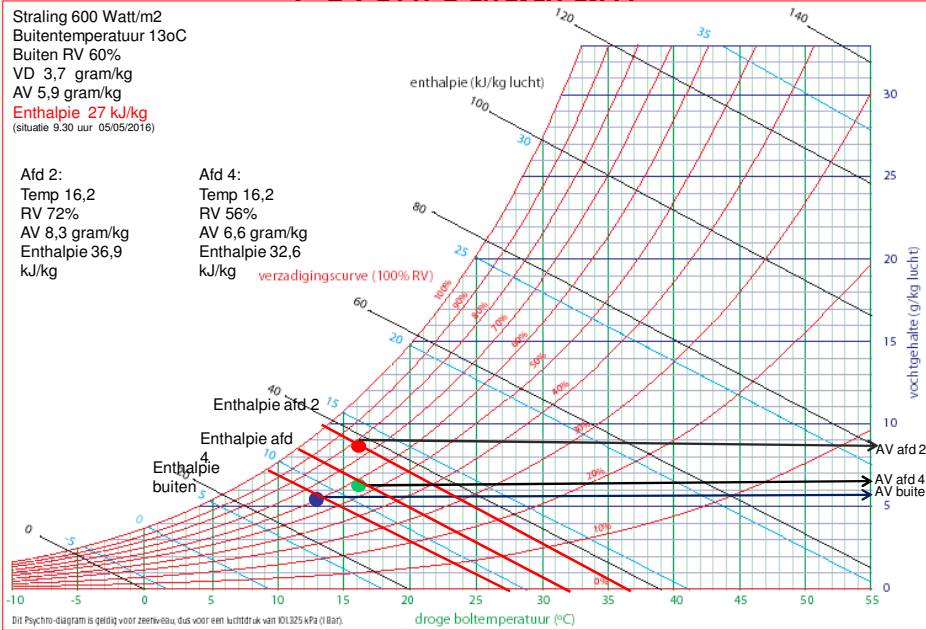 Straling 600 Watt/m2
Buitentemperatuur 13oC
Buiten RV 60%
VD 3,7 gram/kg
AV 5,9 gram/kg
Enthalpie 27 kJ/kg
(situatie 9.30 uur 05/05/2016)
Afd 2:
Temp 16,2
RV 72%
AV 8,3 gram/kg
Enthalpie 36,9
kJ/kg
Afd 4:
Temp 16,2
RV 56%
AV 6,6 gram/kg
Enthalpie 32,6
kJ/kg
enthalpie (kJ/kg lucht)
verzadigingscurve (100% RV)
120
140
35
100
30
80
25
60
20
40
15
10
20
5
0
0
-5
100%
90%
80%
70%
60%
50%
40%
30%
20%
10%
0%
Enthalpie afd 2
Enthalpie afd
4
Enthalpie
buiten
30
25
20
15
10
5
0
vochtgehalte (g/kg lucht)
AV afd 2
AV afd 4
AV buite
-10
-5
0
5
10
15
20
25
30
35
40
45
50
55
droge boltemperatuur (ºC)
Dit Psychro-diagram is geldig voor zeeniveau, dus voor een luchtdruk van 101.325 kPa (1 Bar).